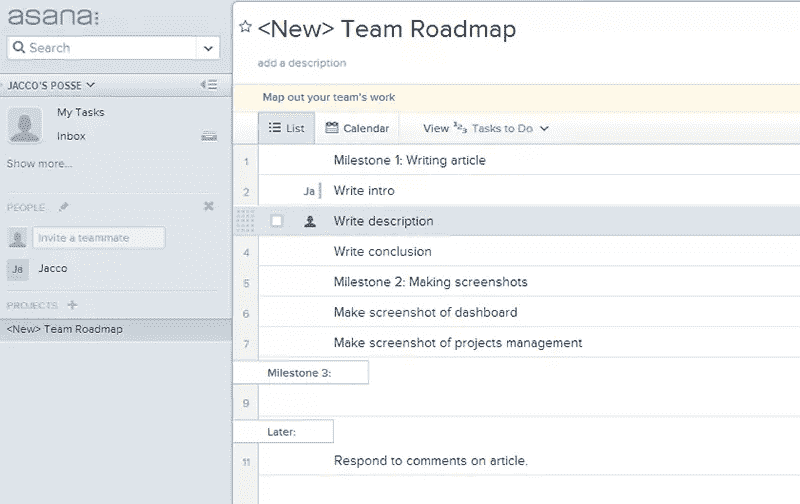 asana:
Search
JACCO'S POSSE
My Tasks
Inbox
Show more...
PEOPLE
Invite a teammate
Ja Jacco
PROJECTS +
<New> Team Roadmap
<New> Team Roadmap
add a description
Map out your team's work
List Calendar View Tasks to Do
1 Milestone 1: Writing article
2 Ja Write intro
Write description
4 Write conclusion
5 Milestone 2: Making screenshots
6 Make screenshot of dashboard
7 Make screenshot of projects management
Milestone 3:
9
Later:
11 Respond to comments on article.